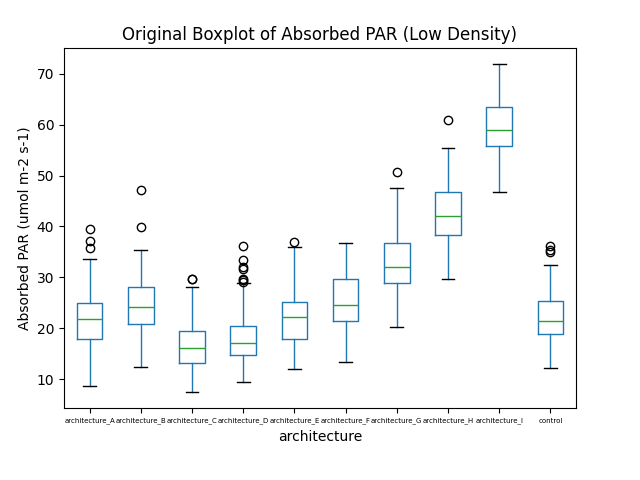 Original Boxplot of Absorbed PAR (Low Density)
Absorbed PAR (umol m-2 s-1)
70
60
50
40
30
20
10
architecture_A architecture_B architecture_C architecture_D architecture_E architecture_F architecture_G architecture_H architecture_I control
architecture